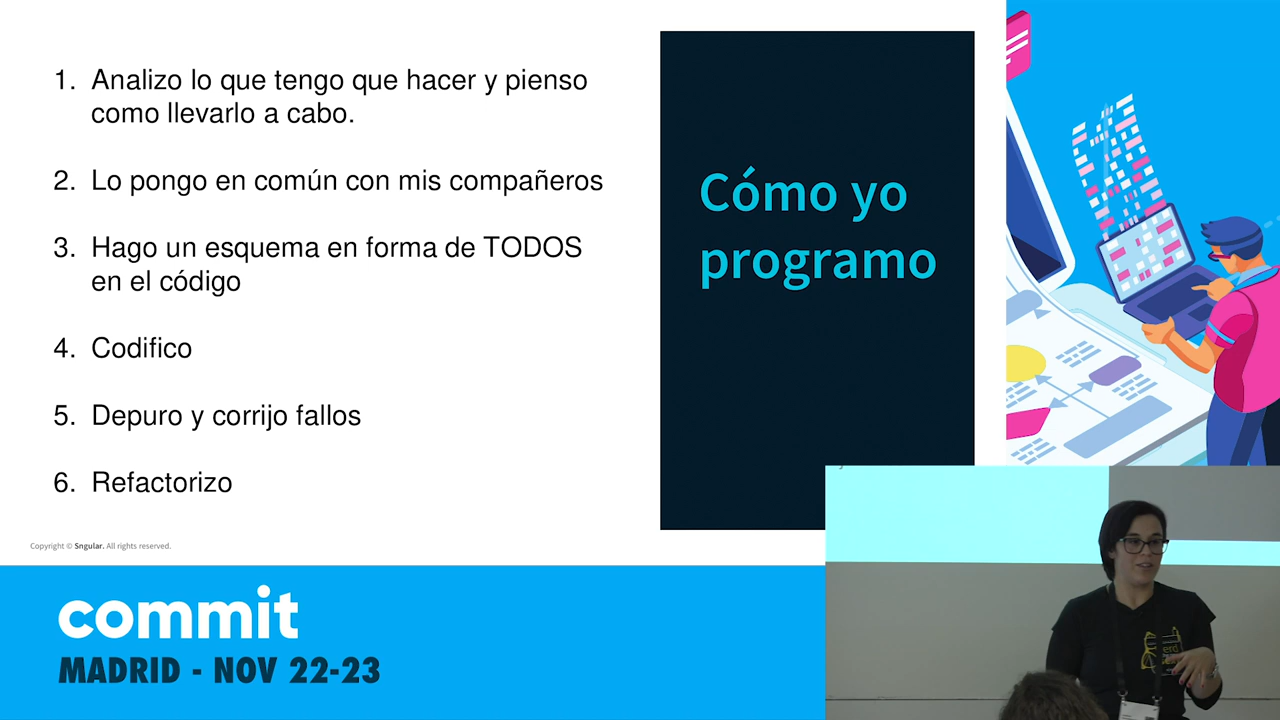 1. Analizo lo que tengo que hacer y pienso
como llevarlo a cabo.
2. Lo pongo en común con mis compañeros
3. Hago un esquema en forma de TODOS
en el código
4. Codifico
5. Depuro y corrijo fallos
6. Refactorizo
Copyright © Sngular. All rights reserved.
Cómo yo
programo
commit
MADRID - NOV 22-23